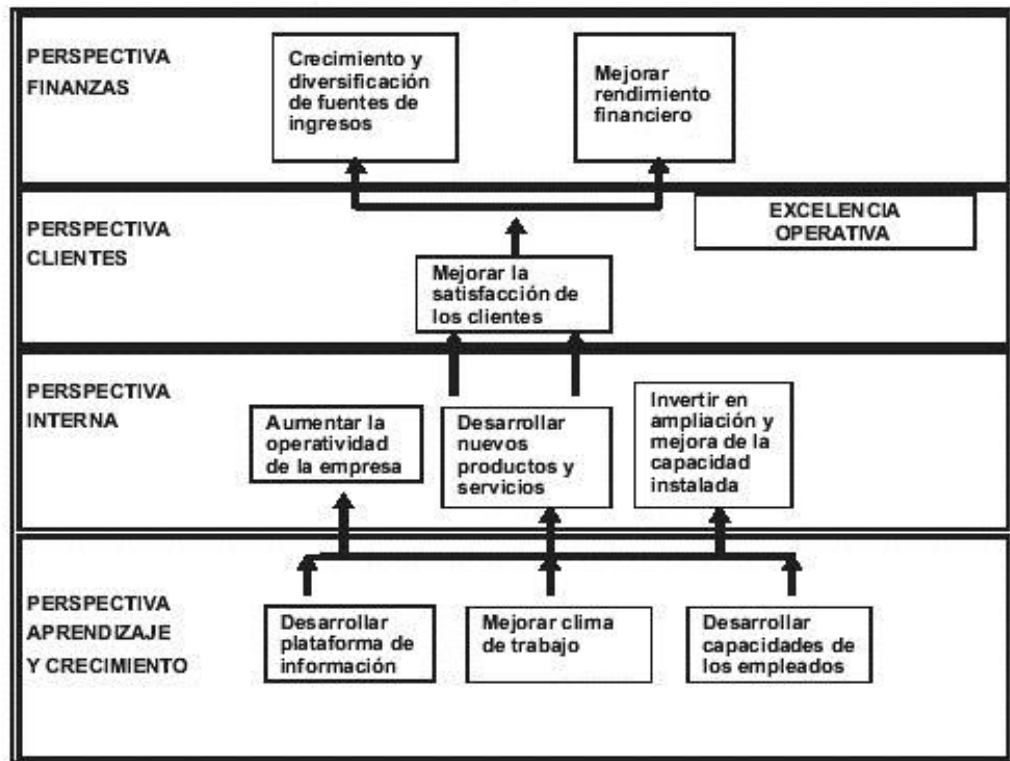 PERSPECTIVA
FINANZAS
Crecimiento y
diversificación
de fuentes de
ingresos
Mejorar
rendimiento
financiero
PERSPECTIVA
CLIENTES
EXCELENCIA
OPERATIVA
Mejorar la
satisfacción de
los clientes
PERSPECTIVA
INTERNA
Aumentar la
operatividad
de la empresa
Desarrollar
nuevos
productos y
servicios
Invertir en
ampliación y
mejora de la
capacidad
instalada
PERSPECTIVA
APRENDIZAJE
Y CRECIMIENTO
Desarrollar
plataforma de
información
Mejorar clima
de trabajo
Desarrollar
capacidades de
los empleados